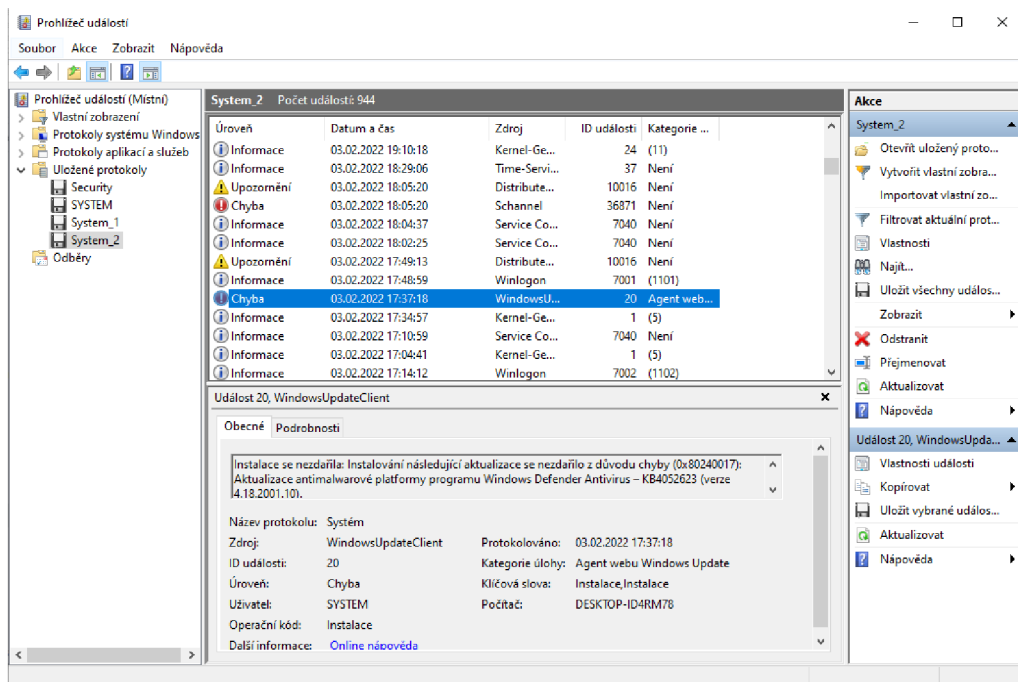 Prohlížeč událostí
Soubor Akce Zobrazit Nápověda
Prohlížeč událostí (Místní)
Vlastní zobrazení
Protokoly systému Windows
Protokoly aplikací a služeb
Uložené protokoly
Security
SYSTEM
System_1
System_2
Odběry
System_2 Počet událostí: 944
Úroveň Datum a čas Zdroj ID události Kategorie ...
Informace 03.02.2022 19:10:18 Kernel-Ge... 24 (11)
Informace 03.02.2022 18:29:06 Time-Servi... 37 Není
Upozornění 03.02.2022 18:05:20 Distribute... 10016 Není
Chyba 03.02.2022 18:05:20 Schannel 36871 Není
Informace 03.02.2022 18:04:37 Service Co... 7040 Není
Informace 03.02.2022 18:02:25 Service Co... 7040 Není
Upozornění 03.02.2022 17:49:13 Distribute... 10016 Není
Informace 03.02.2022 17:48:59 Winlogon 7001 (1101)
Chyba 03.02.2022 17:37:18 WindowsU... 20 Agent web...
Informace 03.02.2022 17:34:57 Kernel-Ge... 1 (5)
Informace 03.02.2022 17:10:59 Service Co... 7040 Není
Informace 03.02.2022 17:04:41 Kernel-Ge... 1 (5)
Informace 03.02.2022 17:14:12 Winlogon 7002 (1102)
Událost 20, WindowsUpdateClient
Obecné Podrobnosti
Instalace se nezdařila: Instalování následující aktualizace se nezdařilo z důvodu chyby (0x80240017):
Aktualizace antimalwarové platformy programu Windows Defender Antivirus – KB4052623 (verze
4.18.2001.10).
Název protokolu: Systém
Zdroj: WindowsUpdateClient Protokolováno: 03.02.2022 17:37:18
ID události: 20 Kategorie úlohy: Agent webu Windows Update
Úroveň: Chyba Klíčová slova: Instalace,Instalace
Uživatel: SYSTEM Počítač: DESKTOP-ID4RM78
Operační kód: Instalace
Další informace: Online nápověda
Akce
System_2
Otevřít uložený proto...
Vytvořit vlastní zobra...
Importovat vlastní zo...
Filtrovat aktuální prot...
Vlastnosti
Najít...
Uložit všechny událos...
Zobrazit
Odstranit
Přejmenovat
Aktualizovat
Nápověda
Událost 20, WindowsUpda...
Vlastnosti události
Kopírovat
Uložit vybrané událos...
Aktualizovat
Nápověda